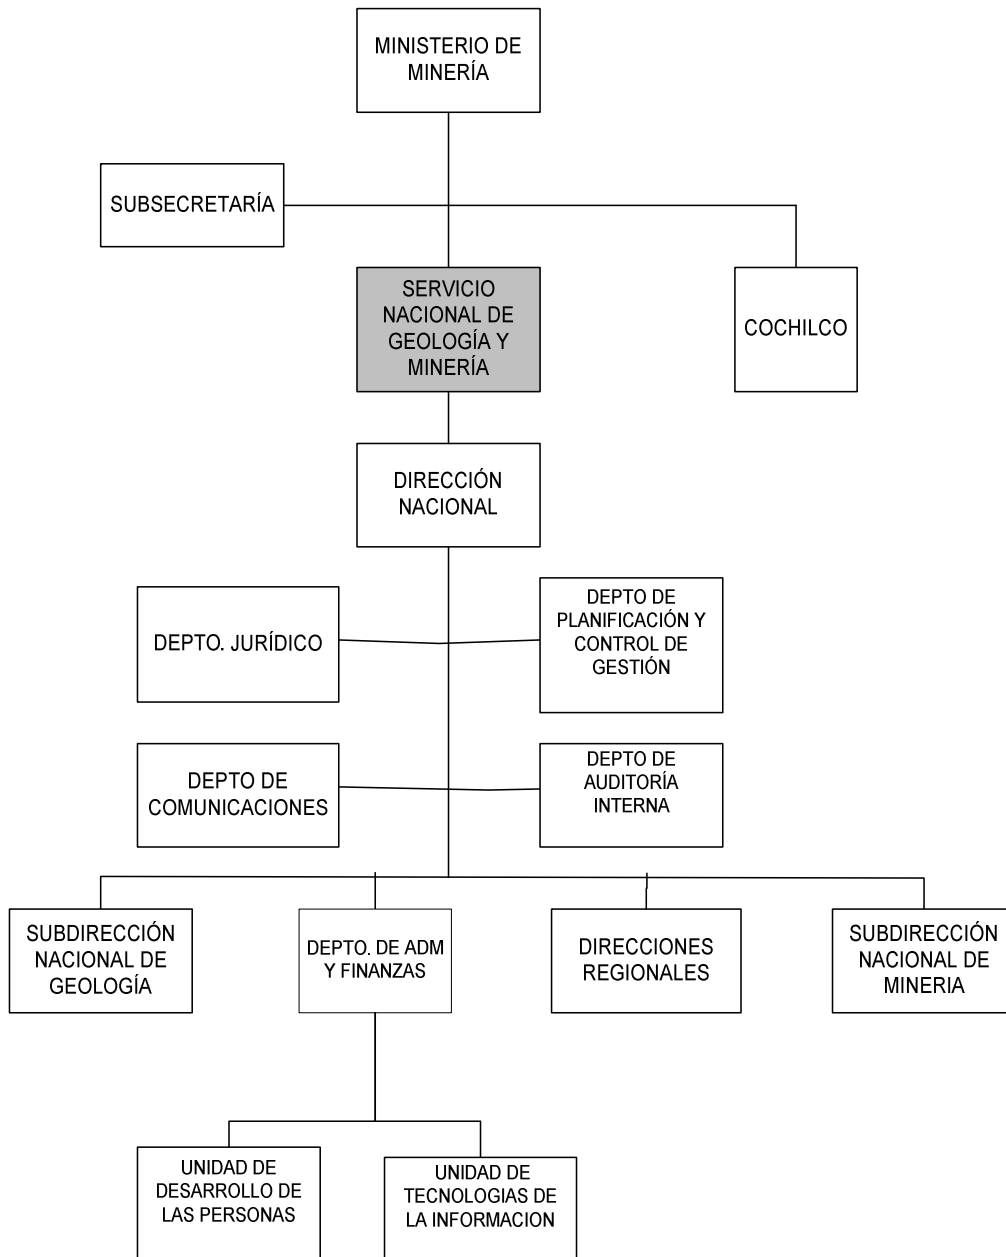 MINISTERIO DE
MINERÍA
SUBSECRETARÍA
SERVICIO
NACIONAL DE
GEOLOGÍA Y
MINERÍA
COCHILCO
DIRECCIÓN
NACIONAL
DEPTO. JURÍDICO
DEPTO DE
PLANIFICACIÓN Y
CONTROL DE
GESTIÓN
DEPTO DE
COMUNICACIONES
DEPTO DE
AUDITORÍA
INTERNA
SUBDIRECCIÓN
NACIONAL DE
GEOLOGÍA
DEPTO. DE ADM
Y FINANZAS
DIRECCIONES
REGIONALES
SUBDIRECCIÓN
NACIONAL DE
MINERIA
UNIDAD DE
DESARROLLO DE
LAS PERSONAS
UNIDAD DE
TECNOLOGIAS DE
LA INFORMACION